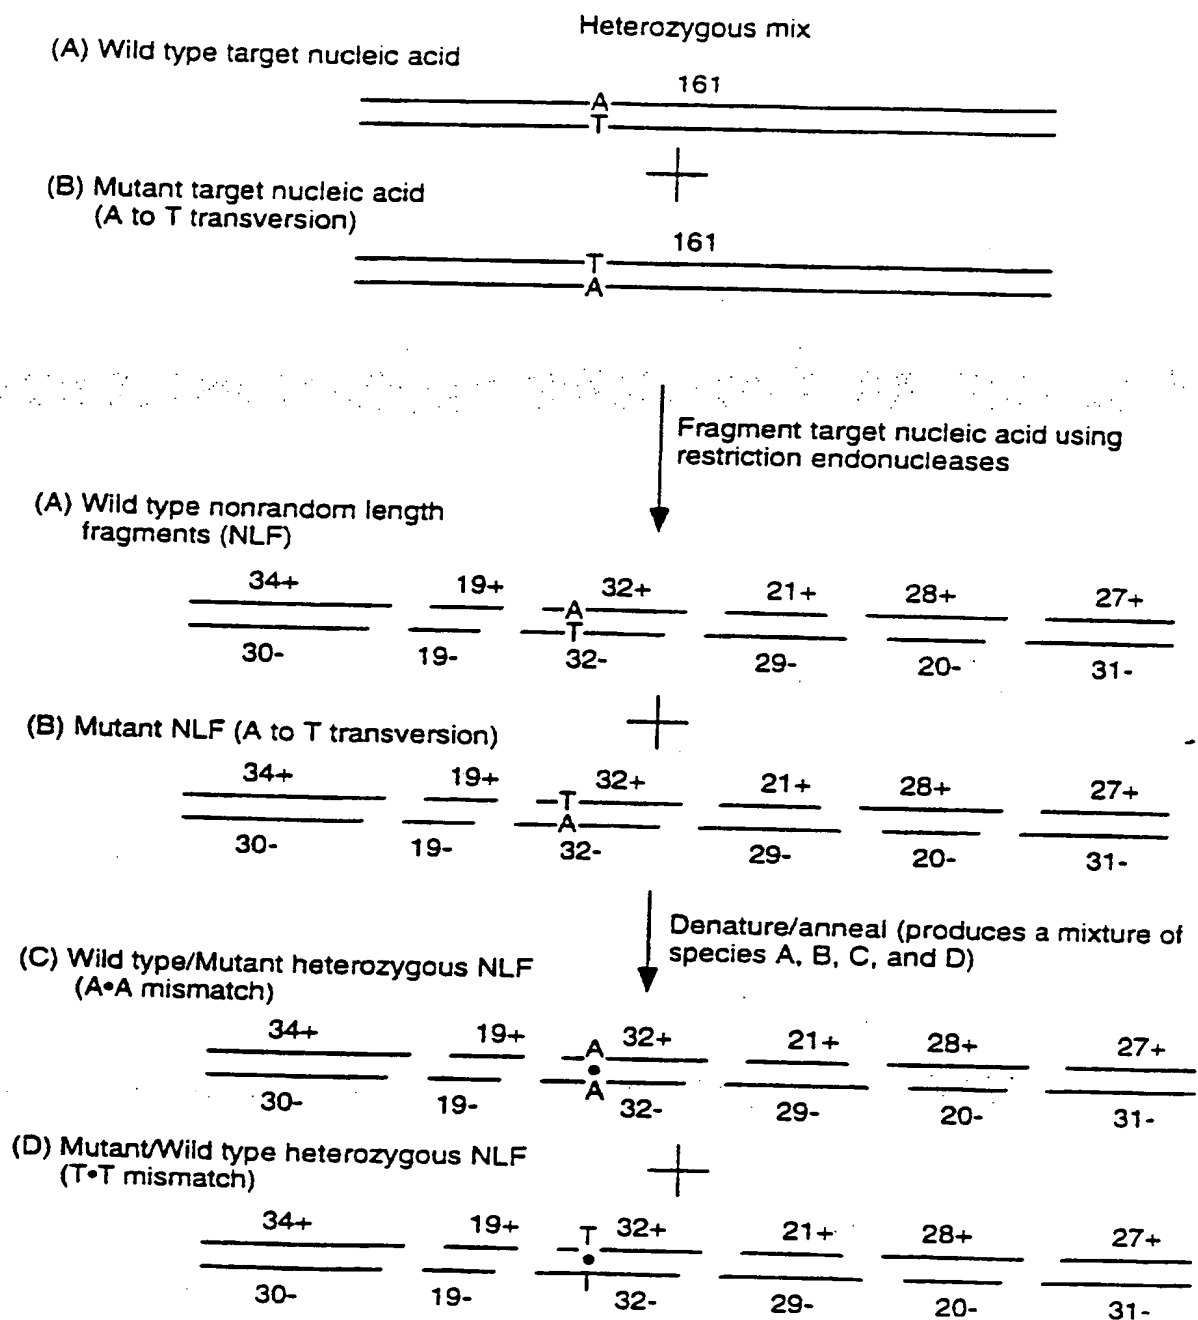 Heterozygous mix
(A) Wild type target nucleic acid
161
A
T
(B) Mutant target nucleic acid
(A to T transversion)
161
T
A
Fragment target nucleic acid using
restriction endonucleases
(A) Wild type nonrandom length
fragments (NLF)
34+ 19+ 32+ 21+ 28+ 27+
A
T
30- 19- 32- 29- 20- 31-
(B) Mutant NLF (A to T transversion)
34+ 19+ 32+ 21+ 28+ 27+
T
A
30- 19- 32- 29- 20- 31-
Denature/anneal (produces a mixture of
species A, B, C, and D)
(C) Wild type/Mutant heterozygous NLF
(A•A mismatch)
34+ 19+ 32+ 21+ 28+ 27+
A
•
A
30- 19- 32- 29- 20- 31-
(D) Mutant/Wild type heterozygous NLF
(T•T mismatch)
34+ 19+ 32+ 21+ 28+ 27+
T
•
T
30- 19- 32- 29- 20- 31-